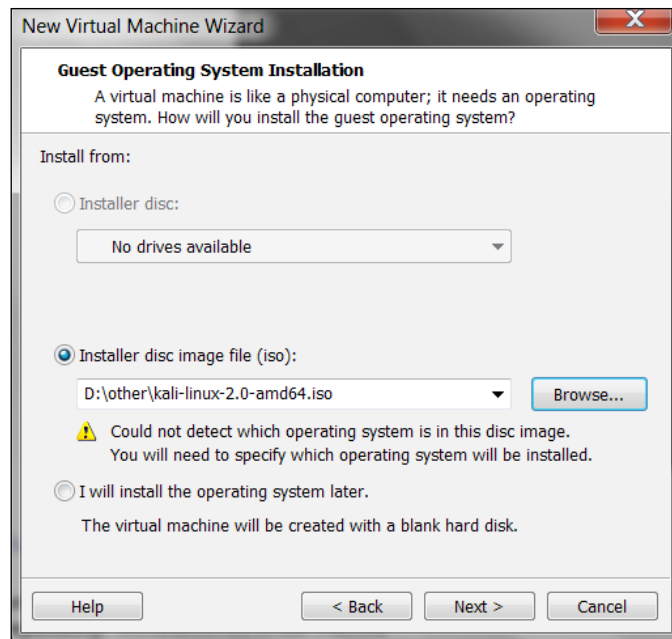 New Virtual Machine Wizard
Guest Operating System Installation
A virtual machine is like a physical computer; it needs an operating
system. How will you install the guest operating system?
Install from:
Installer disc:
No drives available
Installer disc image file (iso):
D:\other\kali-linux-2.0-amd64.iso
Browse...
Could not detect which operating system is in this disc image.
You will need to specify which operating system will be installed.
I will install the operating system later.
The virtual machine will be created with a blank hard disk.
Help
< Back
Next >
Cancel